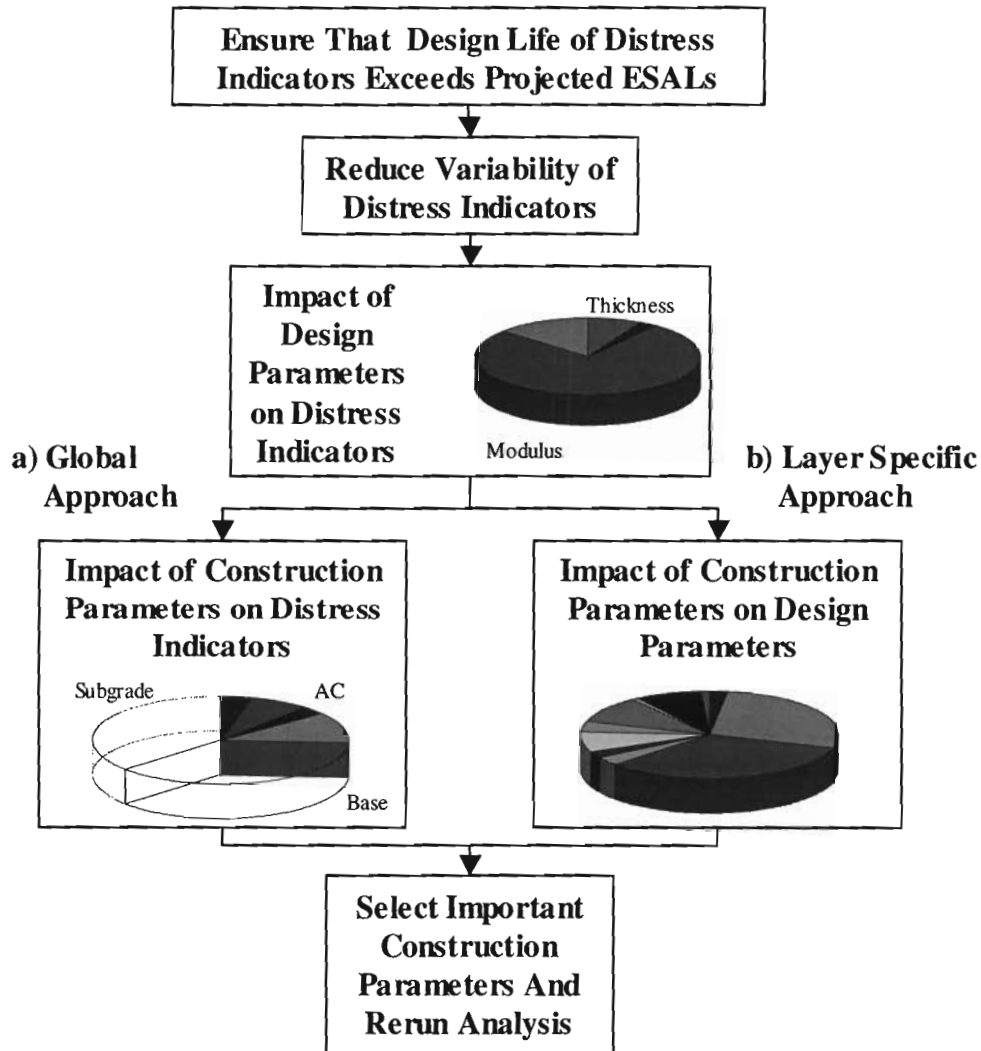 Ensure That Design Life of Distress
Indicators Exceeds Projected ESALs
Reduce Variability of
Distress Indicators
Impact of
Design
Parameters
on Distress
Indicators
Thickness
Modulus
a) Global
Approach
b) Layer Specific
Approach
Impact of Construction
Parameters on Distress
Indicators
Subgrade
AC
Base
Impact of Construction
Parameters on Design
Parameters
Select Important
Construction
Parameters And
Rerun Analysis